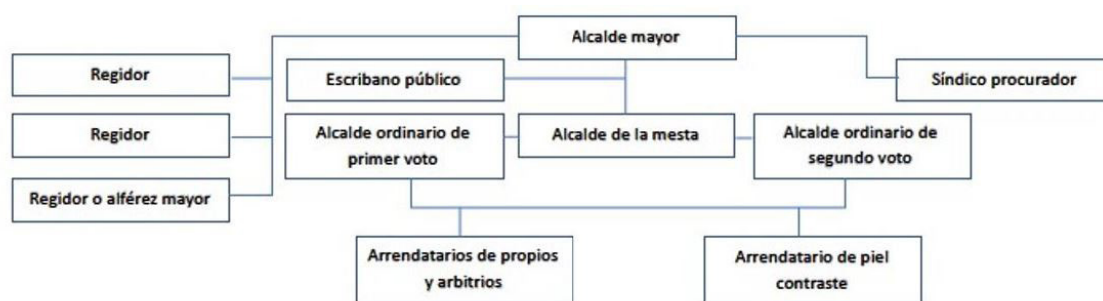 Alcalde mayor
Regidor
Escribano público
Síndico procurador
Regidor
Alcalde ordinario de
primer voto
Alcalde de la mesta
Alcalde ordinario de
segundo voto
Regidor o alférez mayor
Arrendatarios de propios
y arbitrios
Arrendatario de piel
contraste